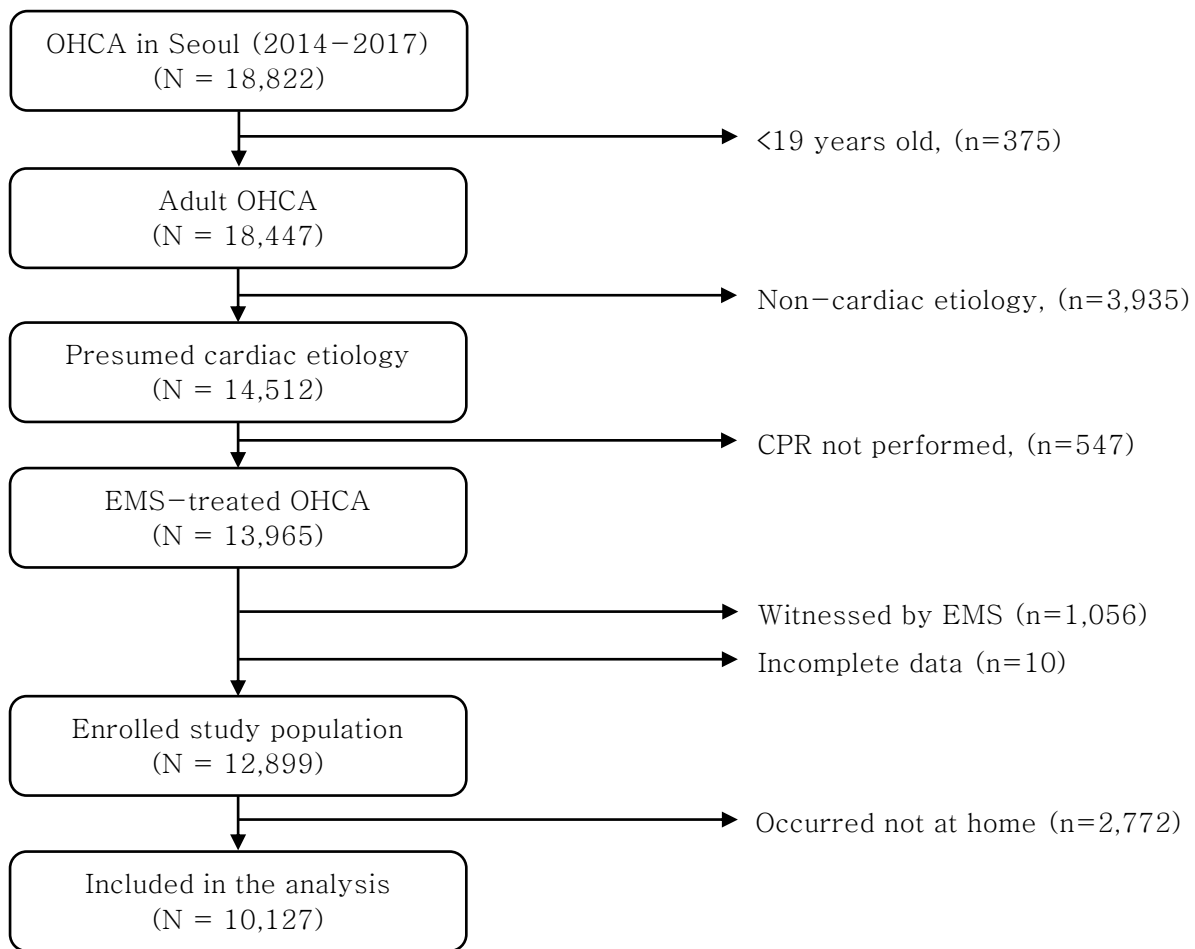 OHCA in Seoul (2014-2017)
(N = 18,822)
<19 years old, (n=375)
Adult OHCA
(N = 18,447)
Non-cardiac etiology, (n=3,935)
Presumed cardiac etiology
(N = 14,512)
CPR not performed, (n=547)
EMS-treated OHCA
(N = 13,965)
Witnessed by EMS (n=1,056)
Incomplete data (n=10)
Enrolled study population
(N = 12,899)
Occurred not at home (n=2,772)
Included in the analysis
(N = 10,127)